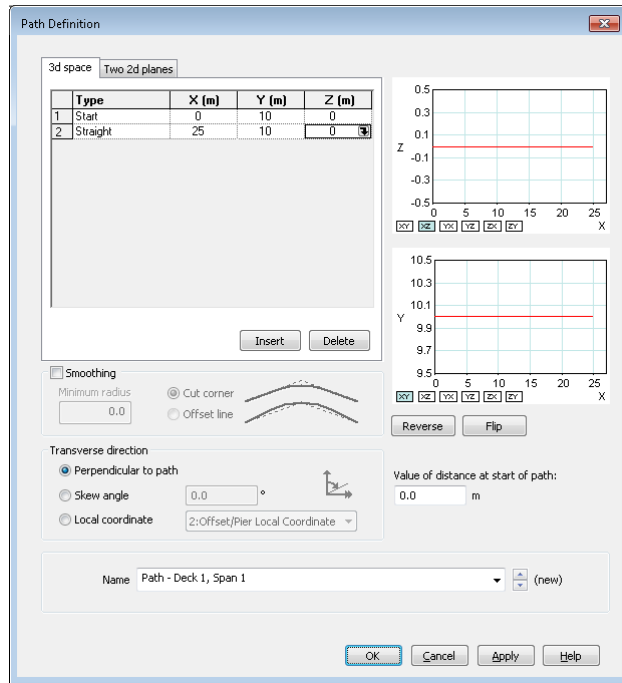 Path Definition
3d space Two 2d planes
Type X (m) Y (m) Z (m)
1 Start 0 10 0
2 Straight 25 10 0
Insert Delete
0.5
0.3
0.1
Z
-0.1
-0.3
-0.5
0 5 10 15 20 25
XY XZ YX YZ ZX ZY X
10.5
10.3
10.1
Y
9.9
9.7
9.5
0 5 10 15 20 25
XY XZ YX YZ ZX ZY X
Reverse Flip
Smoothing
Minimum radius
0.0
Cut corner
Offset line
Transverse direction
Perpendicular to path
Skew angle 0.0 °
Local coordinate 2:Offset/Pier Local Coordinate
Value of distance at start of path:
0.0 m
Name Path - Deck 1, Span 1 (new)
OK Cancel Apply Help